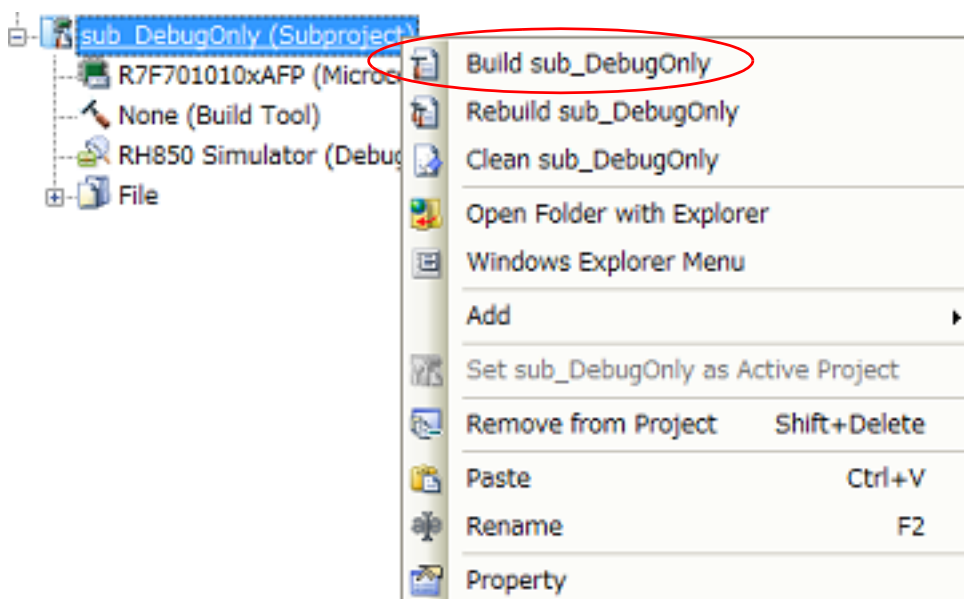 sub_DebugOnly (Subproject)
R7F701010xAFP (Microc
None (Build Tool)
RH850 Simulator (Debug
File
Build sub_DebugOnly
Rebuild sub_DebugOnly
Clean sub_DebugOnly
Open Folder with Explorer
Windows Explorer Menu
Add
Set sub_DebugOnly as Active Project
Remove from Project Shift+Delete
Paste Ctrl+V
Rename F2
Property